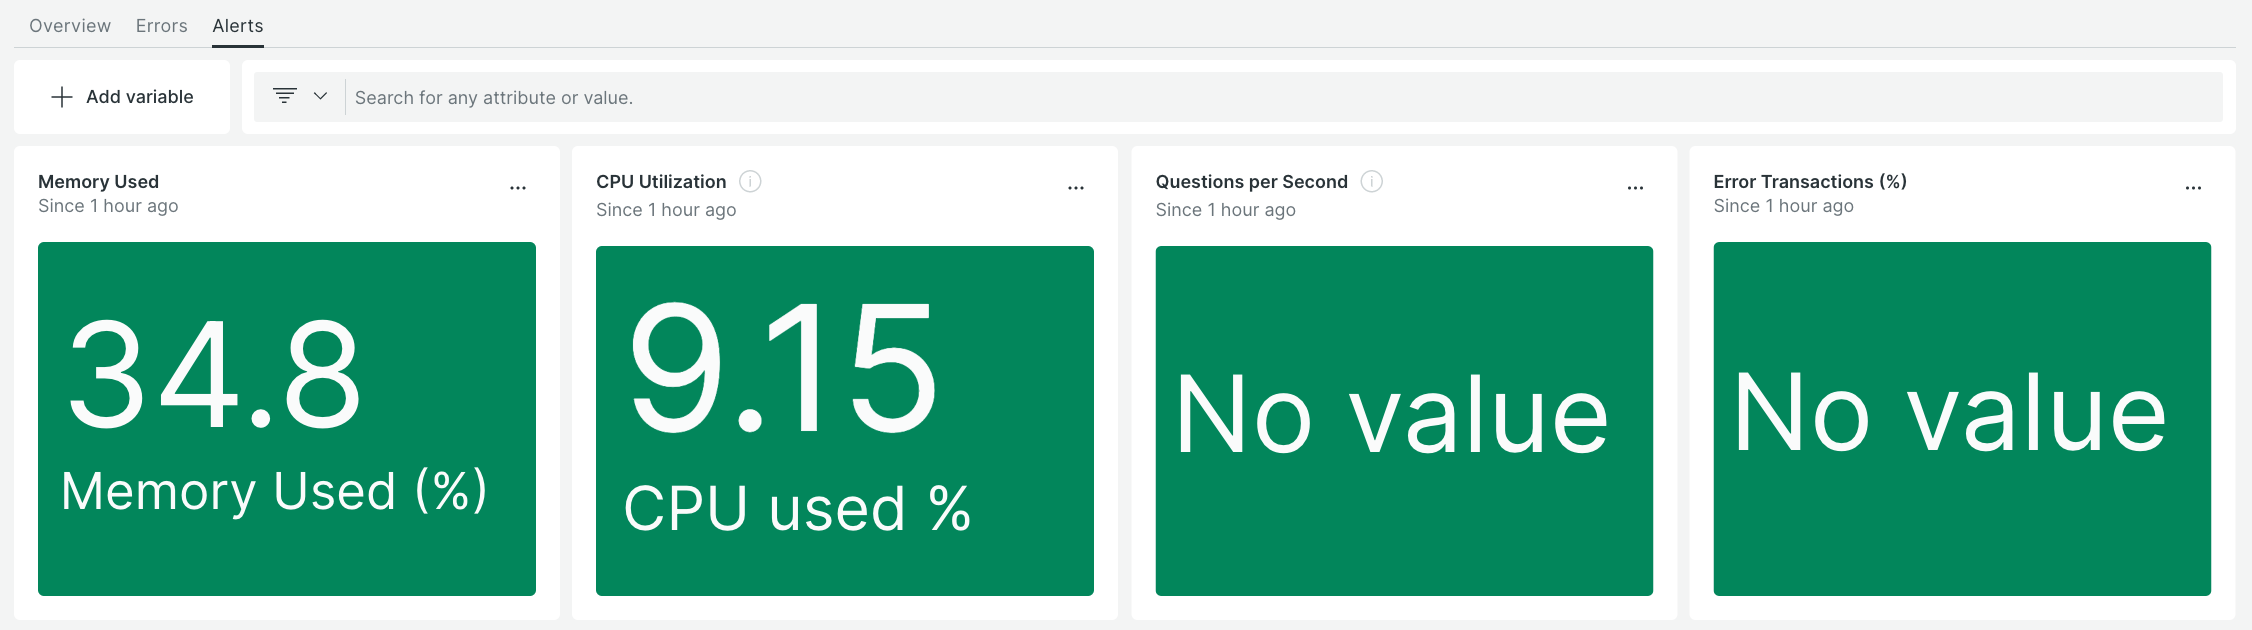 Overview Errors Alerts
Add variable
Search for any attribute or value.
Memory Used
Since 1 hour ago
34.8
Memory Used (%)
CPU Utilization
Since 1 hour ago
9.15
CPU used %
Questions per Second
Since 1 hour ago
No value
Error Transactions (%)
Since 1 hour ago
No value